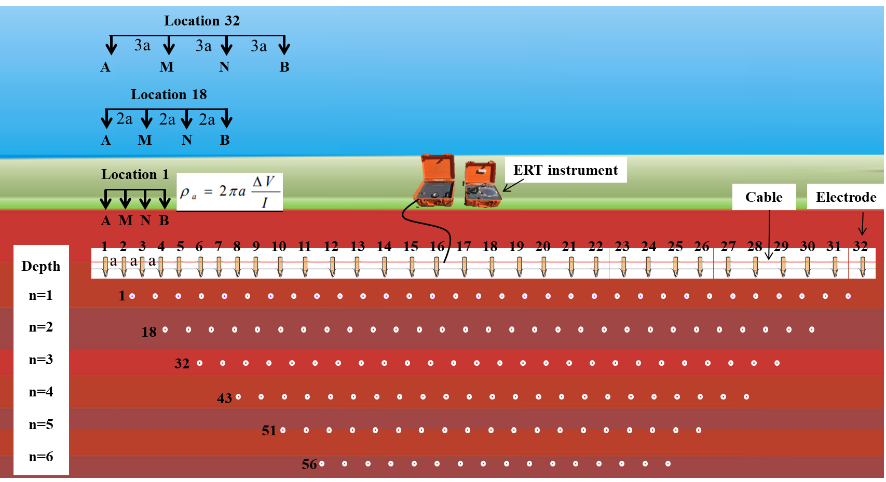 Location 32
3a 3a 3a
A M N B
Location 18
2a 2a 2a
A M N B
Location 1
A M N B
ρa = 2πa ΔV / I
ERT instrument
Cable
Electrode
1 2 3 4 5 6 7 8 9 10 11 12 13 14 15 16 17 18 19 20 21 22 23 24 25 26 27 28 29 30 31 32
a a a
Depth
n=1 1
n=2 18
n=3 32
n=4 43
n=5 51
n=6 56